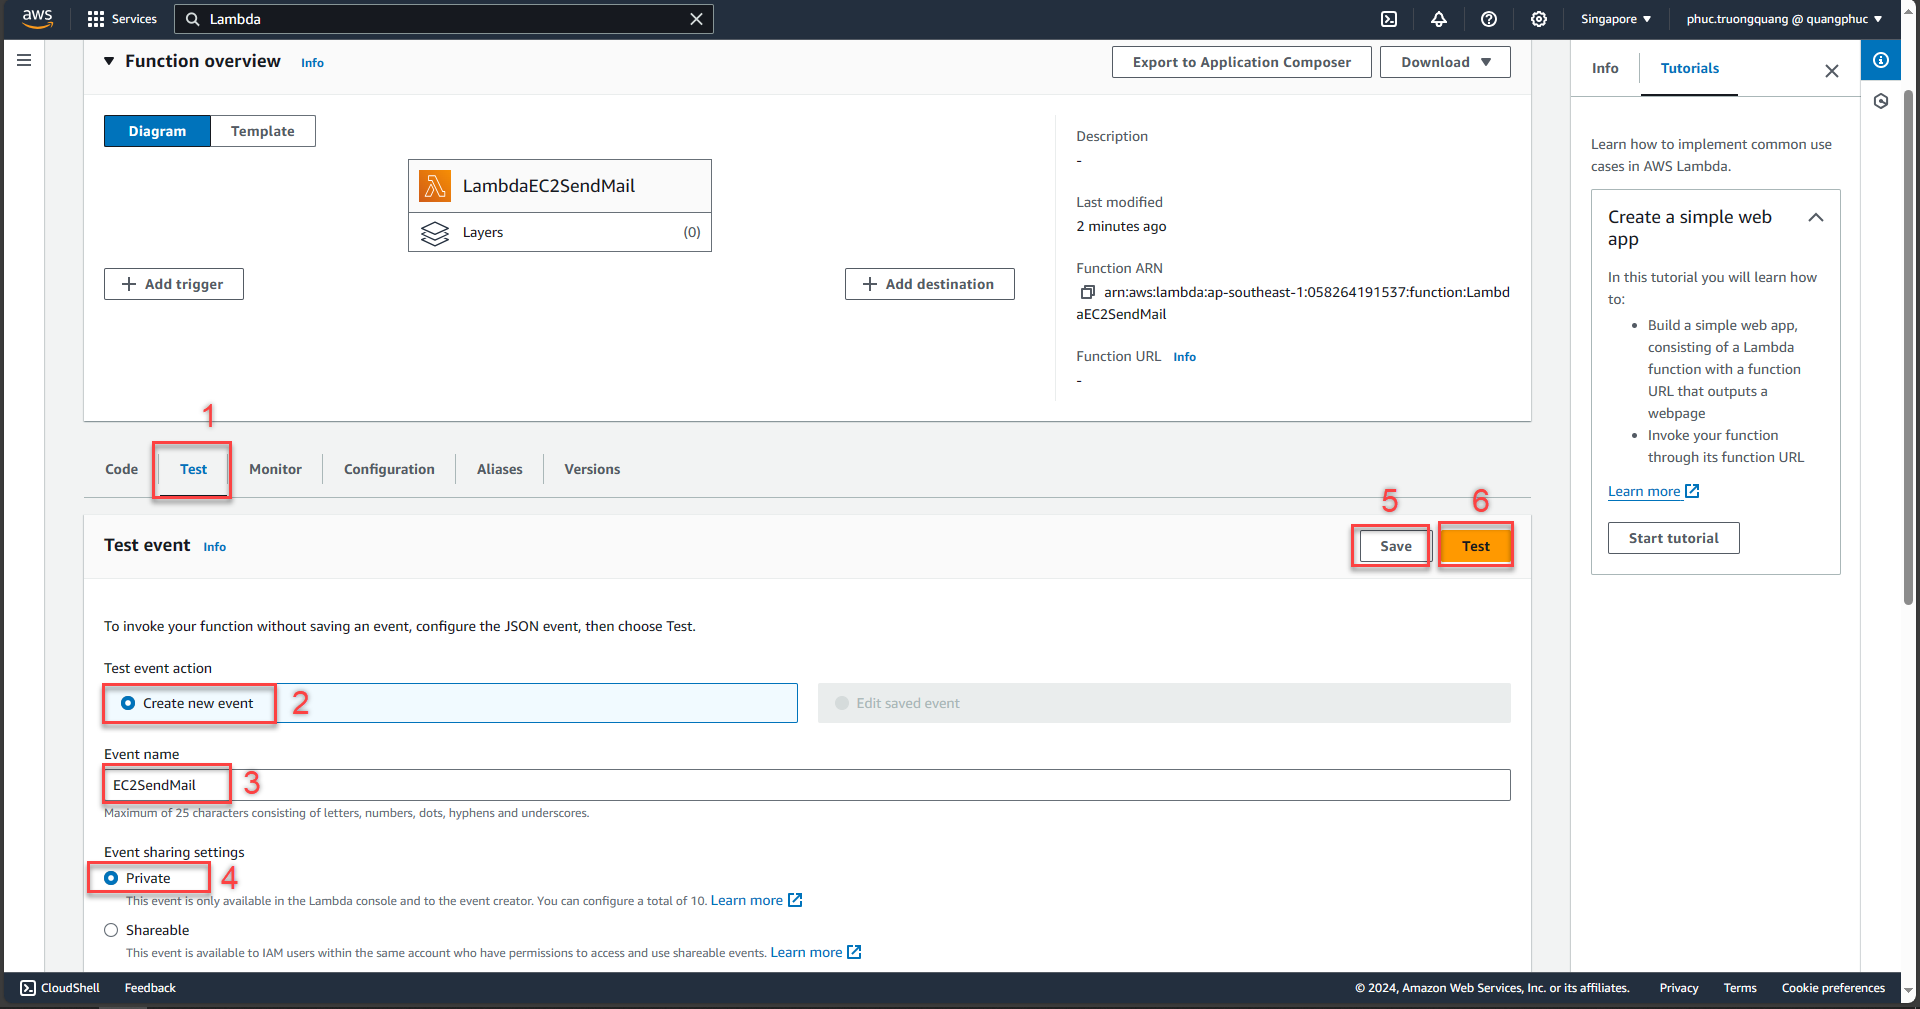 aws
Services
Lambda
Singapore ▼
phuc.truongquang @ quangphuc ▼
Function overview Info
Export to Application Composer
Download ▼
Info
Tutorials
Diagram
Template
LambdaEC2SendMail
Layers
(0)
+ Add trigger
+ Add destination
Description
-
Last modified
2 minutes ago
Function ARN
arn:aws:lambda:ap-southeast-1:058264191537:function:Lambd
aEC2SendMail
Function URL Info
-
Learn how to implement common use
cases in AWS Lambda.
Create a simple web
app
In this tutorial you will learn how
to:
• Build a simple web app,
consisting of a Lambda
function with a function
URL that outputs a
webpage
• Invoke your function
through its function URL
Learn more
Start tutorial
1
Code
Test
Monitor
Configuration
Aliases
Versions
5
6
Test event Info
Save
Test
To invoke your function without saving an event, configure the JSON event, then choose Test.
Test event action
Create new event
2
Edit saved event
Event name
EC2SendMail
3
Maximum of 25 characters consisting of letters, numbers, dots, hyphens and underscores.
Event sharing settings
Private
4
This event is only available in the Lambda console and to the event creator. You can configure a total of 10. Learn more
Shareable
This event is available to IAM users within the same account who have permissions to access and use shareable events. Learn more
CloudShell
Feedback
© 2024, Amazon Web Services, Inc. or its affiliates.
Privacy
Terms
Cookie preferences